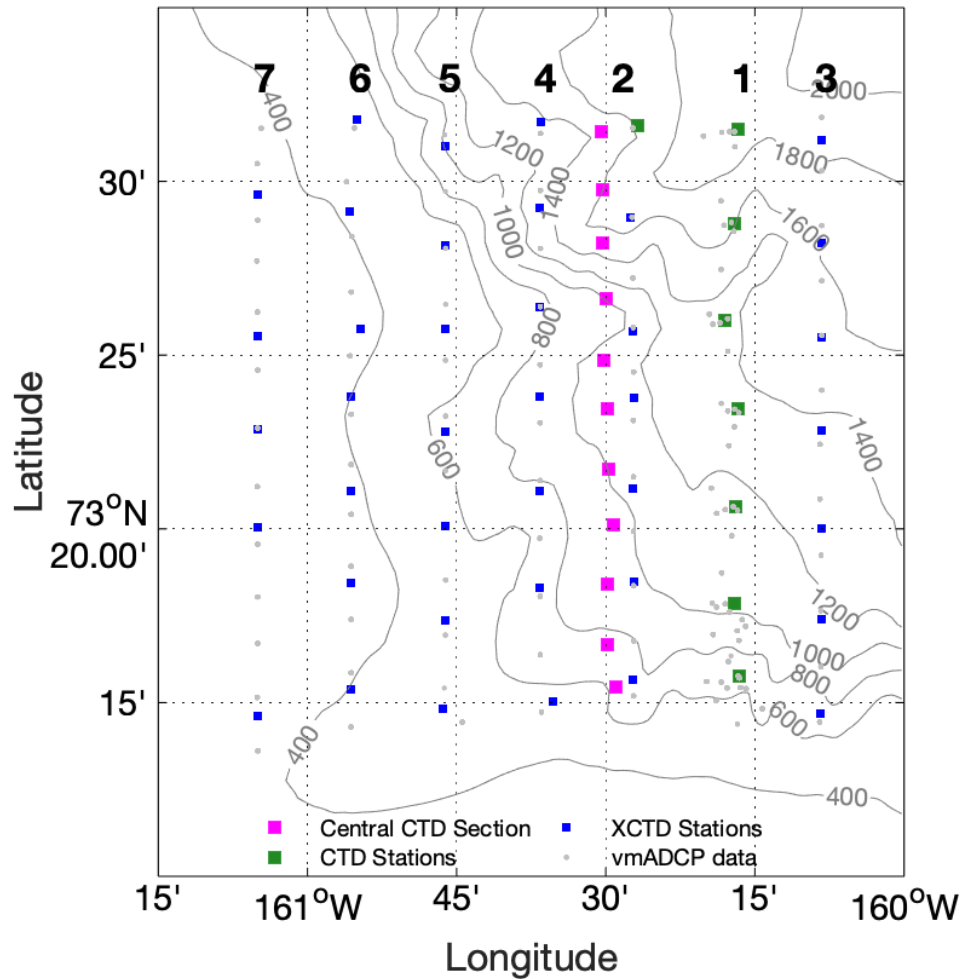 7 6 5 4 2 1 3
400
2000
1200
1800
30'
1400
1000
1600
800
25'
600
1400
73°N
20.00'
1200
1000
800
15'
600
400
400
Central CTD Section
XCTD Stations
CTD Stations
vmADCP data
15' 161°W 45' 30' 15' 160°W
Longitude
Latitude